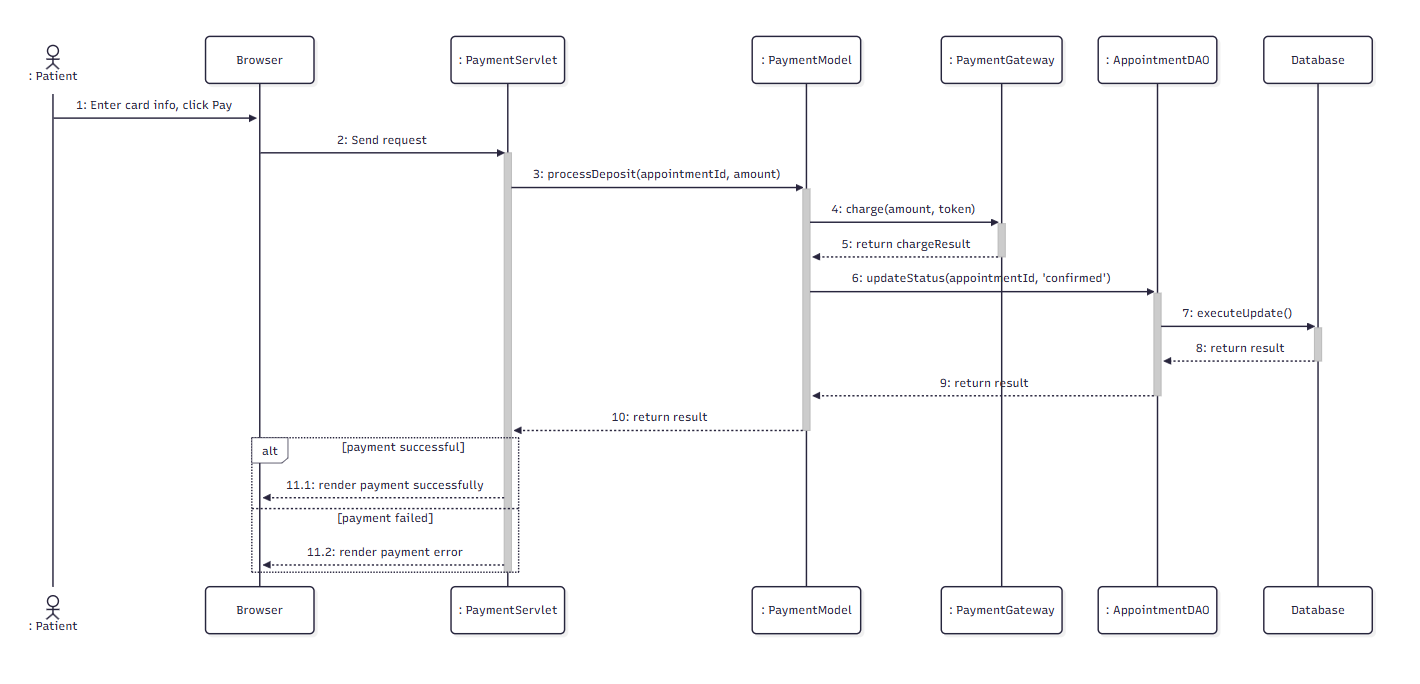 : Patient
Browser
: PaymentServlet
: PaymentModel
: PaymentGateway
: AppointmentDAO
Database
1: Enter card info, click Pay
2: Send request
3: processDeposit(appointmentId, amount)
4: charge(amount, token)
5: return chargeResult
6: updateStatus(appointmentId, 'confirmed')
7: executeUpdate()
8: return result
9: return result
10: return result
alt
[payment successful]
11.1: render payment successfully
[payment failed]
11.2: render payment error
: Patient
Browser
: PaymentServlet
: PaymentModel
: PaymentGateway
: AppointmentDAO
Database